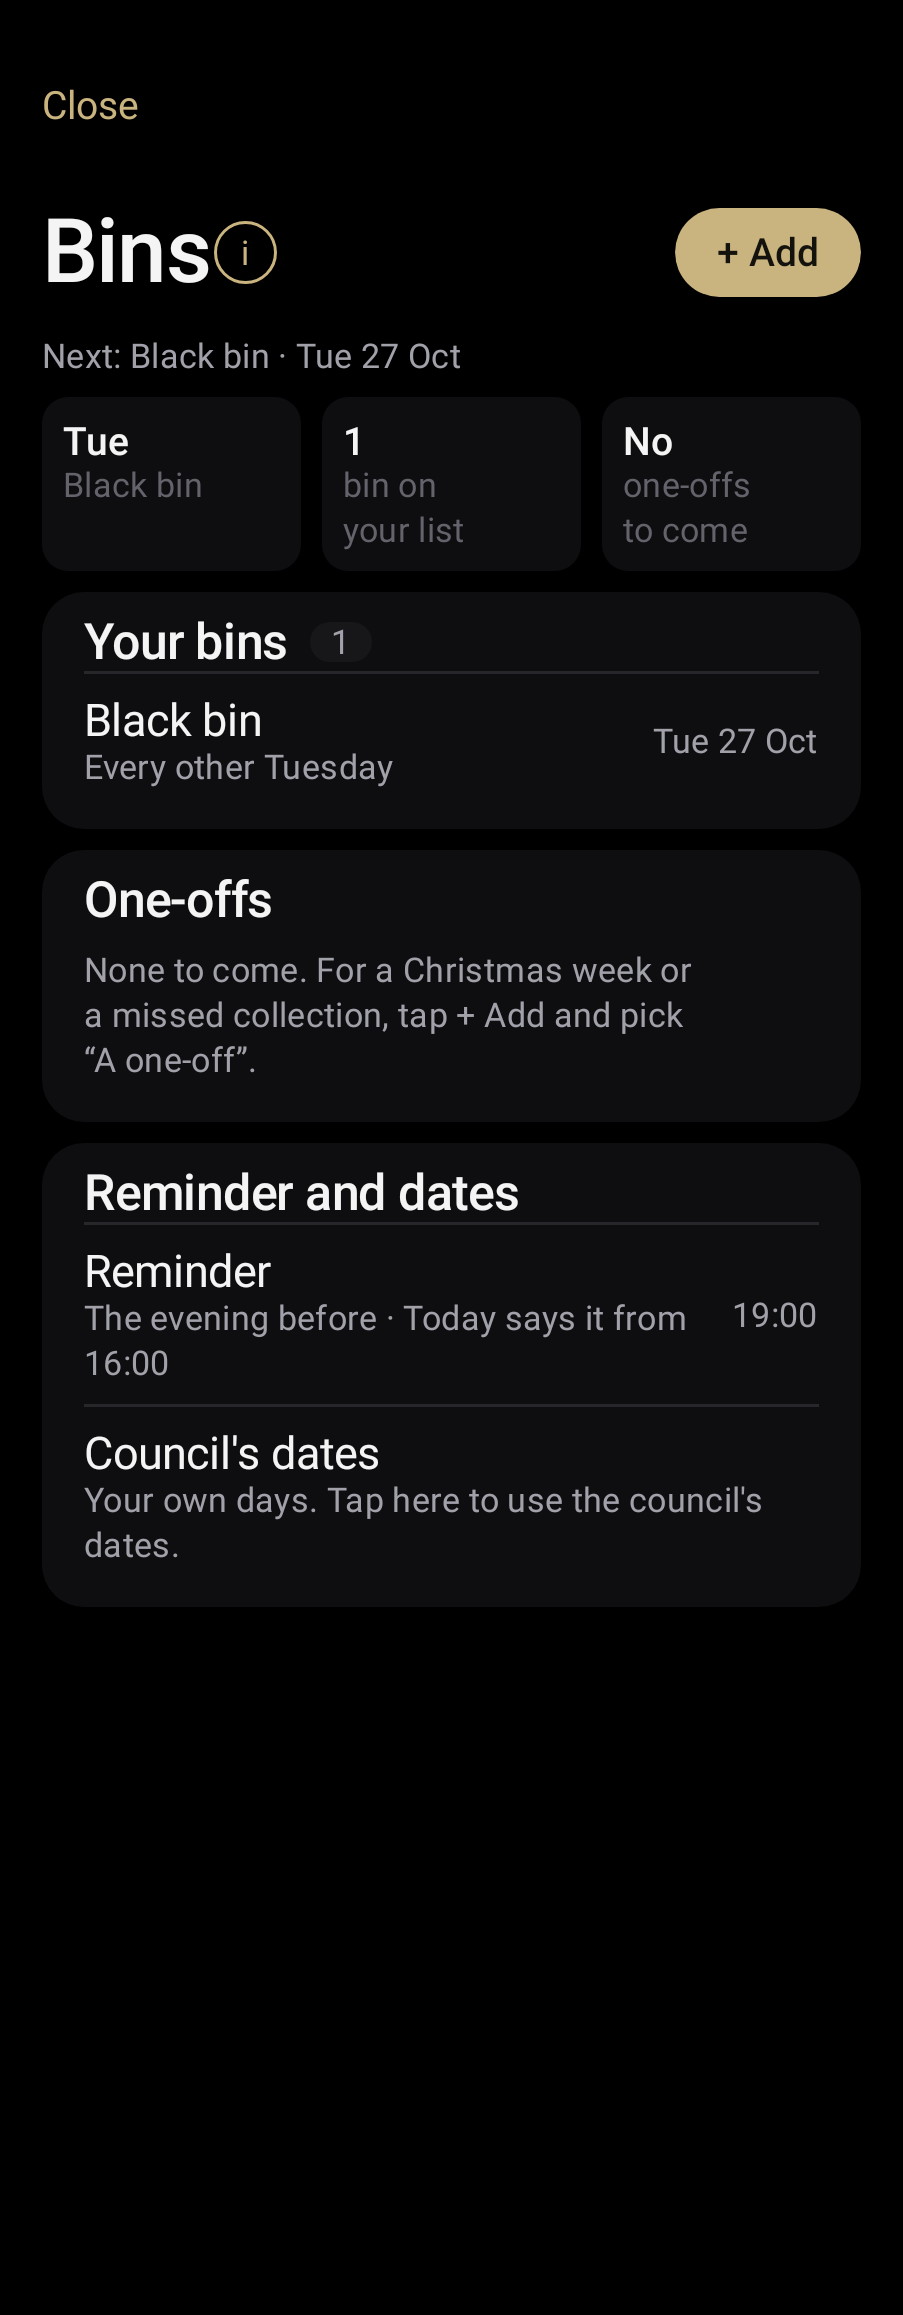 Close
Bins i
+ Add
Next: Black bin · Tue 27 Oct
Tue
Black bin
1
bin on
your list
No
one-offs
to come
Your bins 1
Black bin
Every other Tuesday
Tue 27 Oct
One-offs
None to come. For a Christmas week or
a missed collection, tap + Add and pick
“A one-off”.
Reminder and dates
Reminder
The evening before · Today says it from
16:00
19:00
Council's dates
Your own days. Tap here to use the council's
dates.